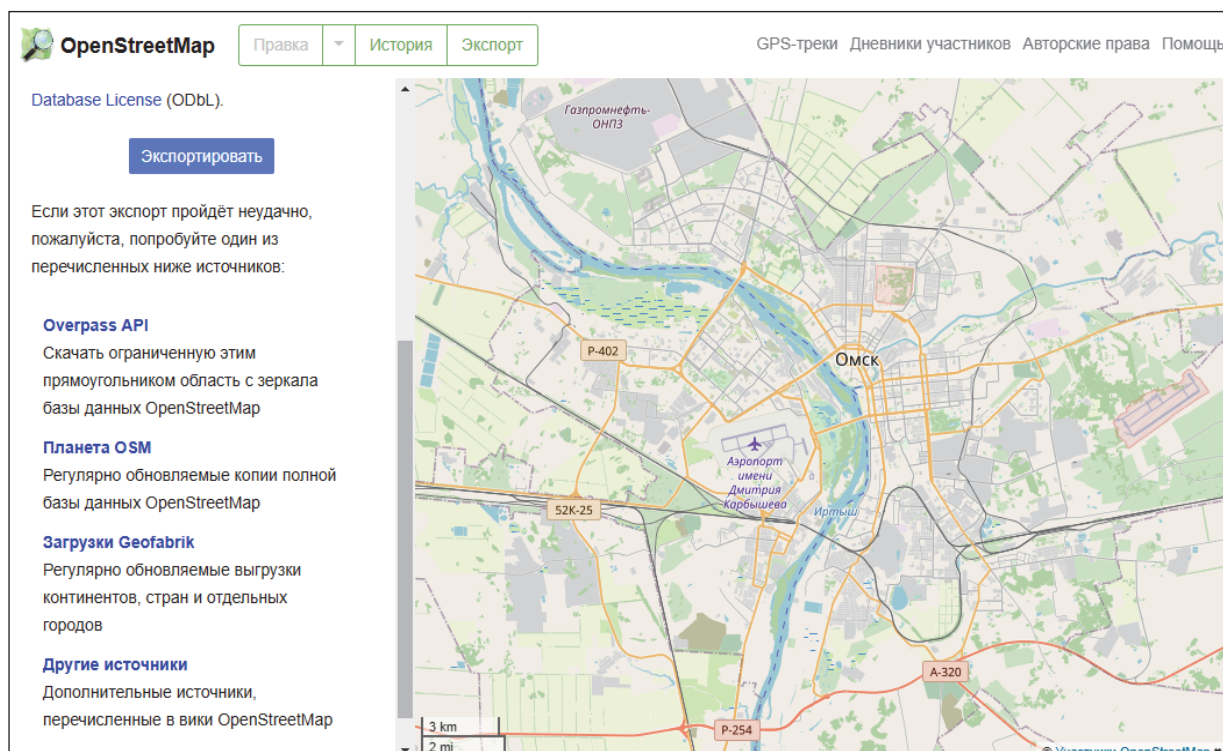 OpenStreetMap
Правка
История
Экспорт
GPS-треки Дневники участников Авторские права Помощь
Database License (ODbL).
Экспортировать
Если этот экспорт пройдёт неудачно,
пожалуйста, попробуйте один из
перечисленных ниже источников:
Overpass API
Скачать ограниченную этим
прямоугольником область с зеркала
базы данных OpenStreetMap
Планета OSM
Регулярно обновляемые копии полной
базы данных OpenStreetMap
Загрузки Geofabrik
Регулярно обновляемые выгрузки
континентов, стран и отдельных
городов
Другие источники
Дополнительные источники,
перечисленные в вики OpenStreetMap
Газпромнефть-
ОНПЗ
Р-402
Омск
Аэропорт
имени
Дмитрия
Карбышева
52К-25
Иртыш
А-320
Р-254
3 km
2 mi
© Участники OpenStreetMap